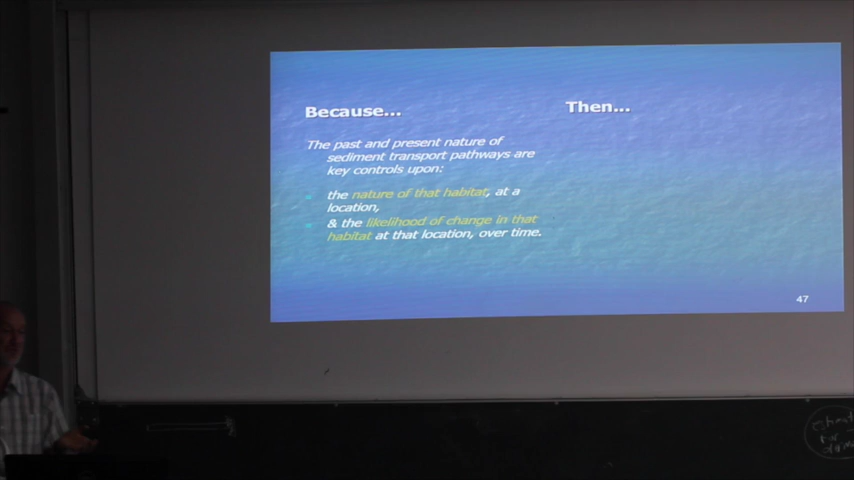 Because...
Then...
The past and present nature of
sediment transport pathways are
key controls upon:
the nature of that habitat, at a
location,
& the likelihood of change in that
habitat at that location, over time.
47